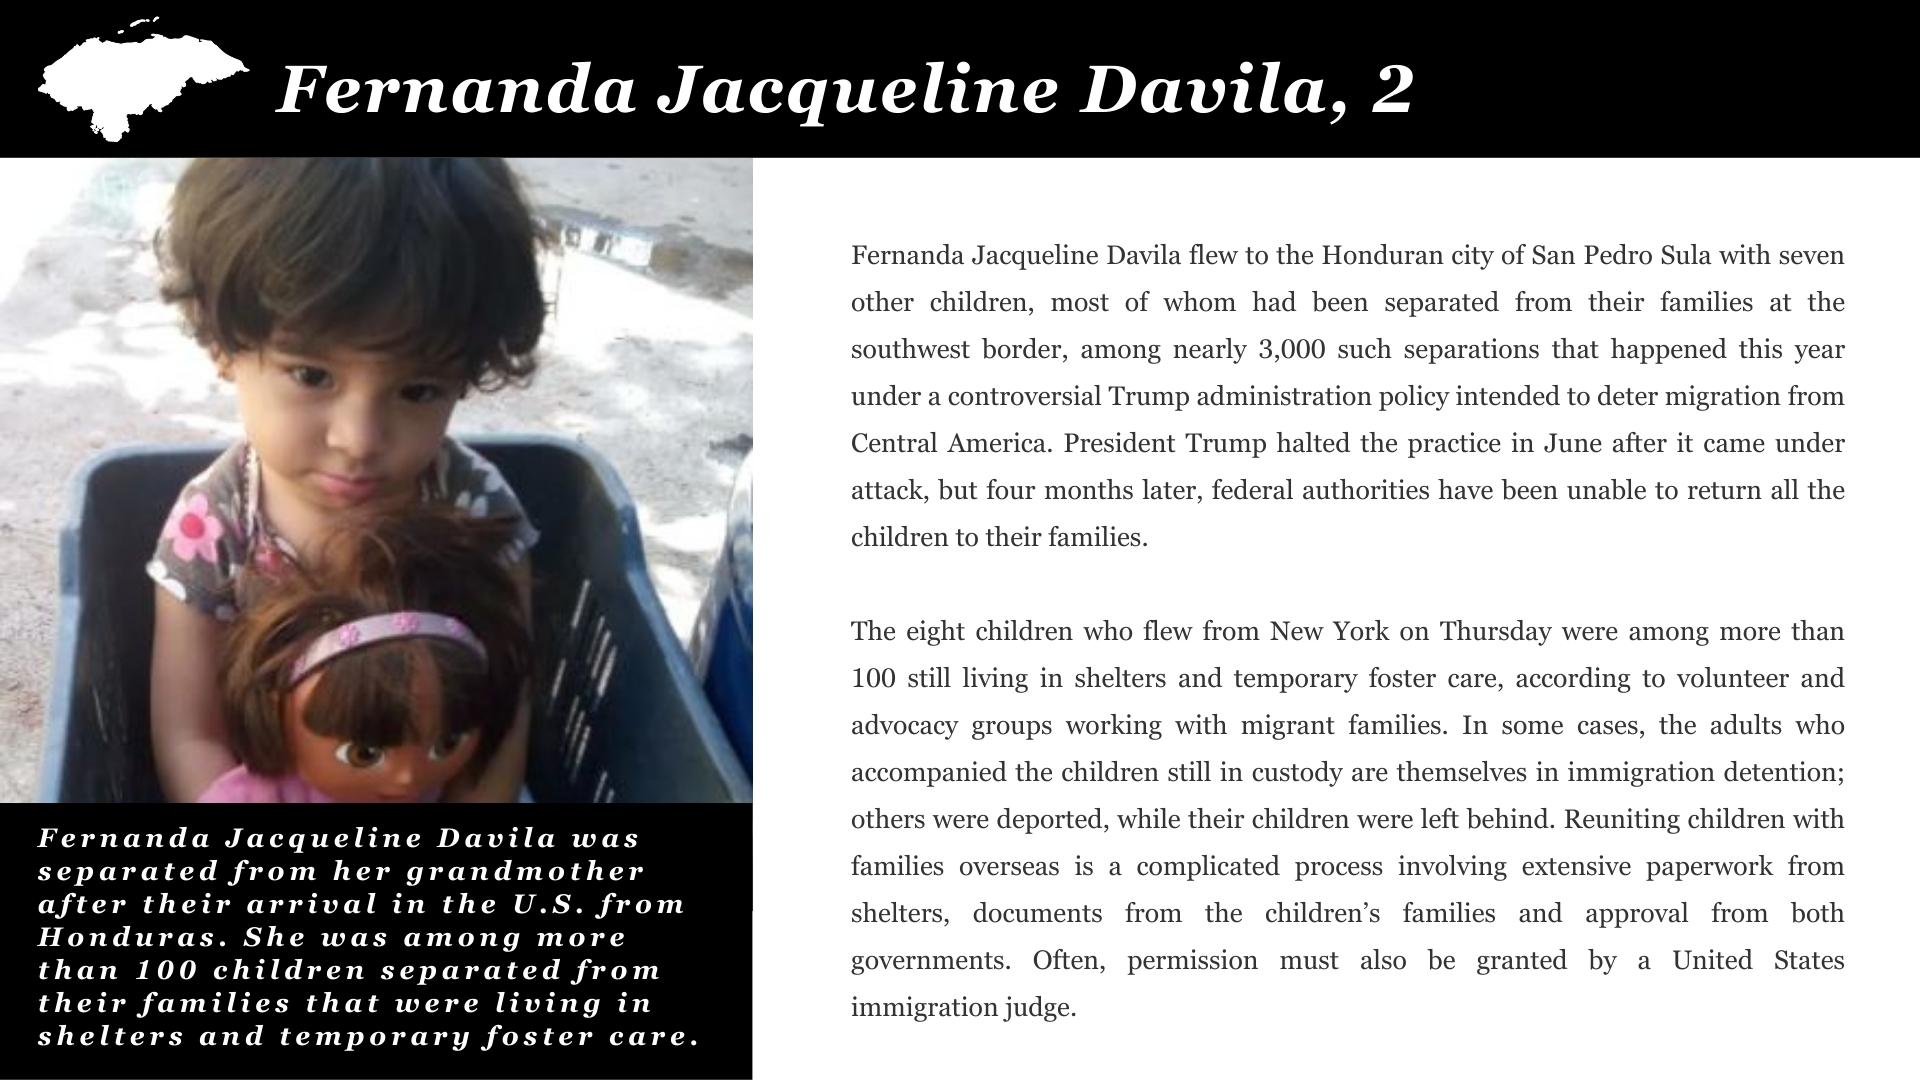 Fernanda Jacqueline Davila, 2
Fernanda Jacqueline Davila flew to the Honduran city of San Pedro Sula with seven
other children, most of whom had been separated from their families at the
southwest border, among nearly 3,000 such separations that happened this year
under a controversial Trump administration policy intended to deter migration from
Central America. President Trump halted the practice in June after it came under
attack, but four months later, federal authorities have been unable to return all the
children to their families.
The eight children who flew from New York on Thursday were among more than
100 still living in shelters and temporary foster care, according to volunteer and
advocacy groups working with migrant families. In some cases, the adults who
accompanied the children still in custody are themselves in immigration detention;
others were deported, while their children were left behind. Reuniting children with
families overseas is a complicated process involving extensive paperwork from
shelters, documents from the children’s families and approval from both
governments. Often, permission must also be granted by a United States
immigration judge.
Fernanda Jacqueline Davila was
separated from her grandmother
after their arrival in the U.S. from
Honduras. She was among more
than 100 children separated from
their families that were living in
shelters and temporary foster care.